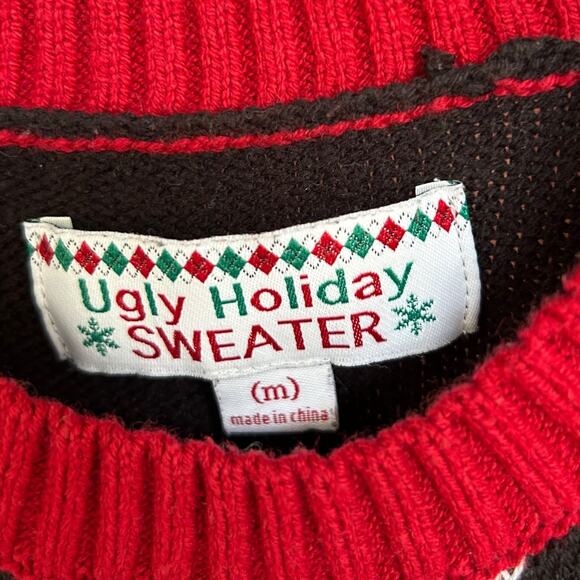 Ugly Holiday
SWEATER
(m)
made in china